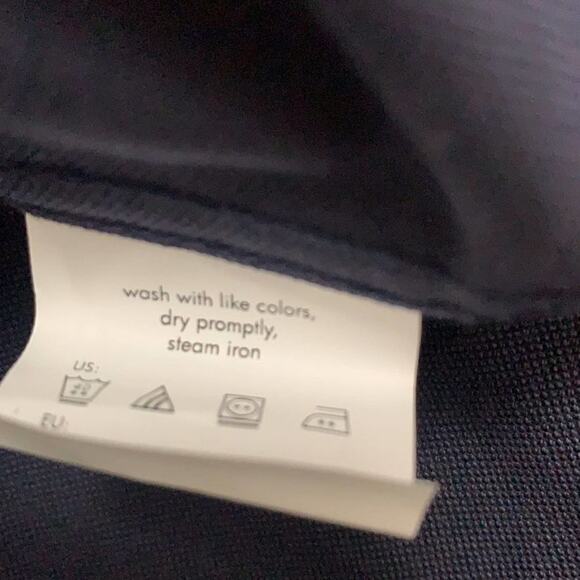 wash with like colors,
dry promptly,
steam iron
US:
EU: